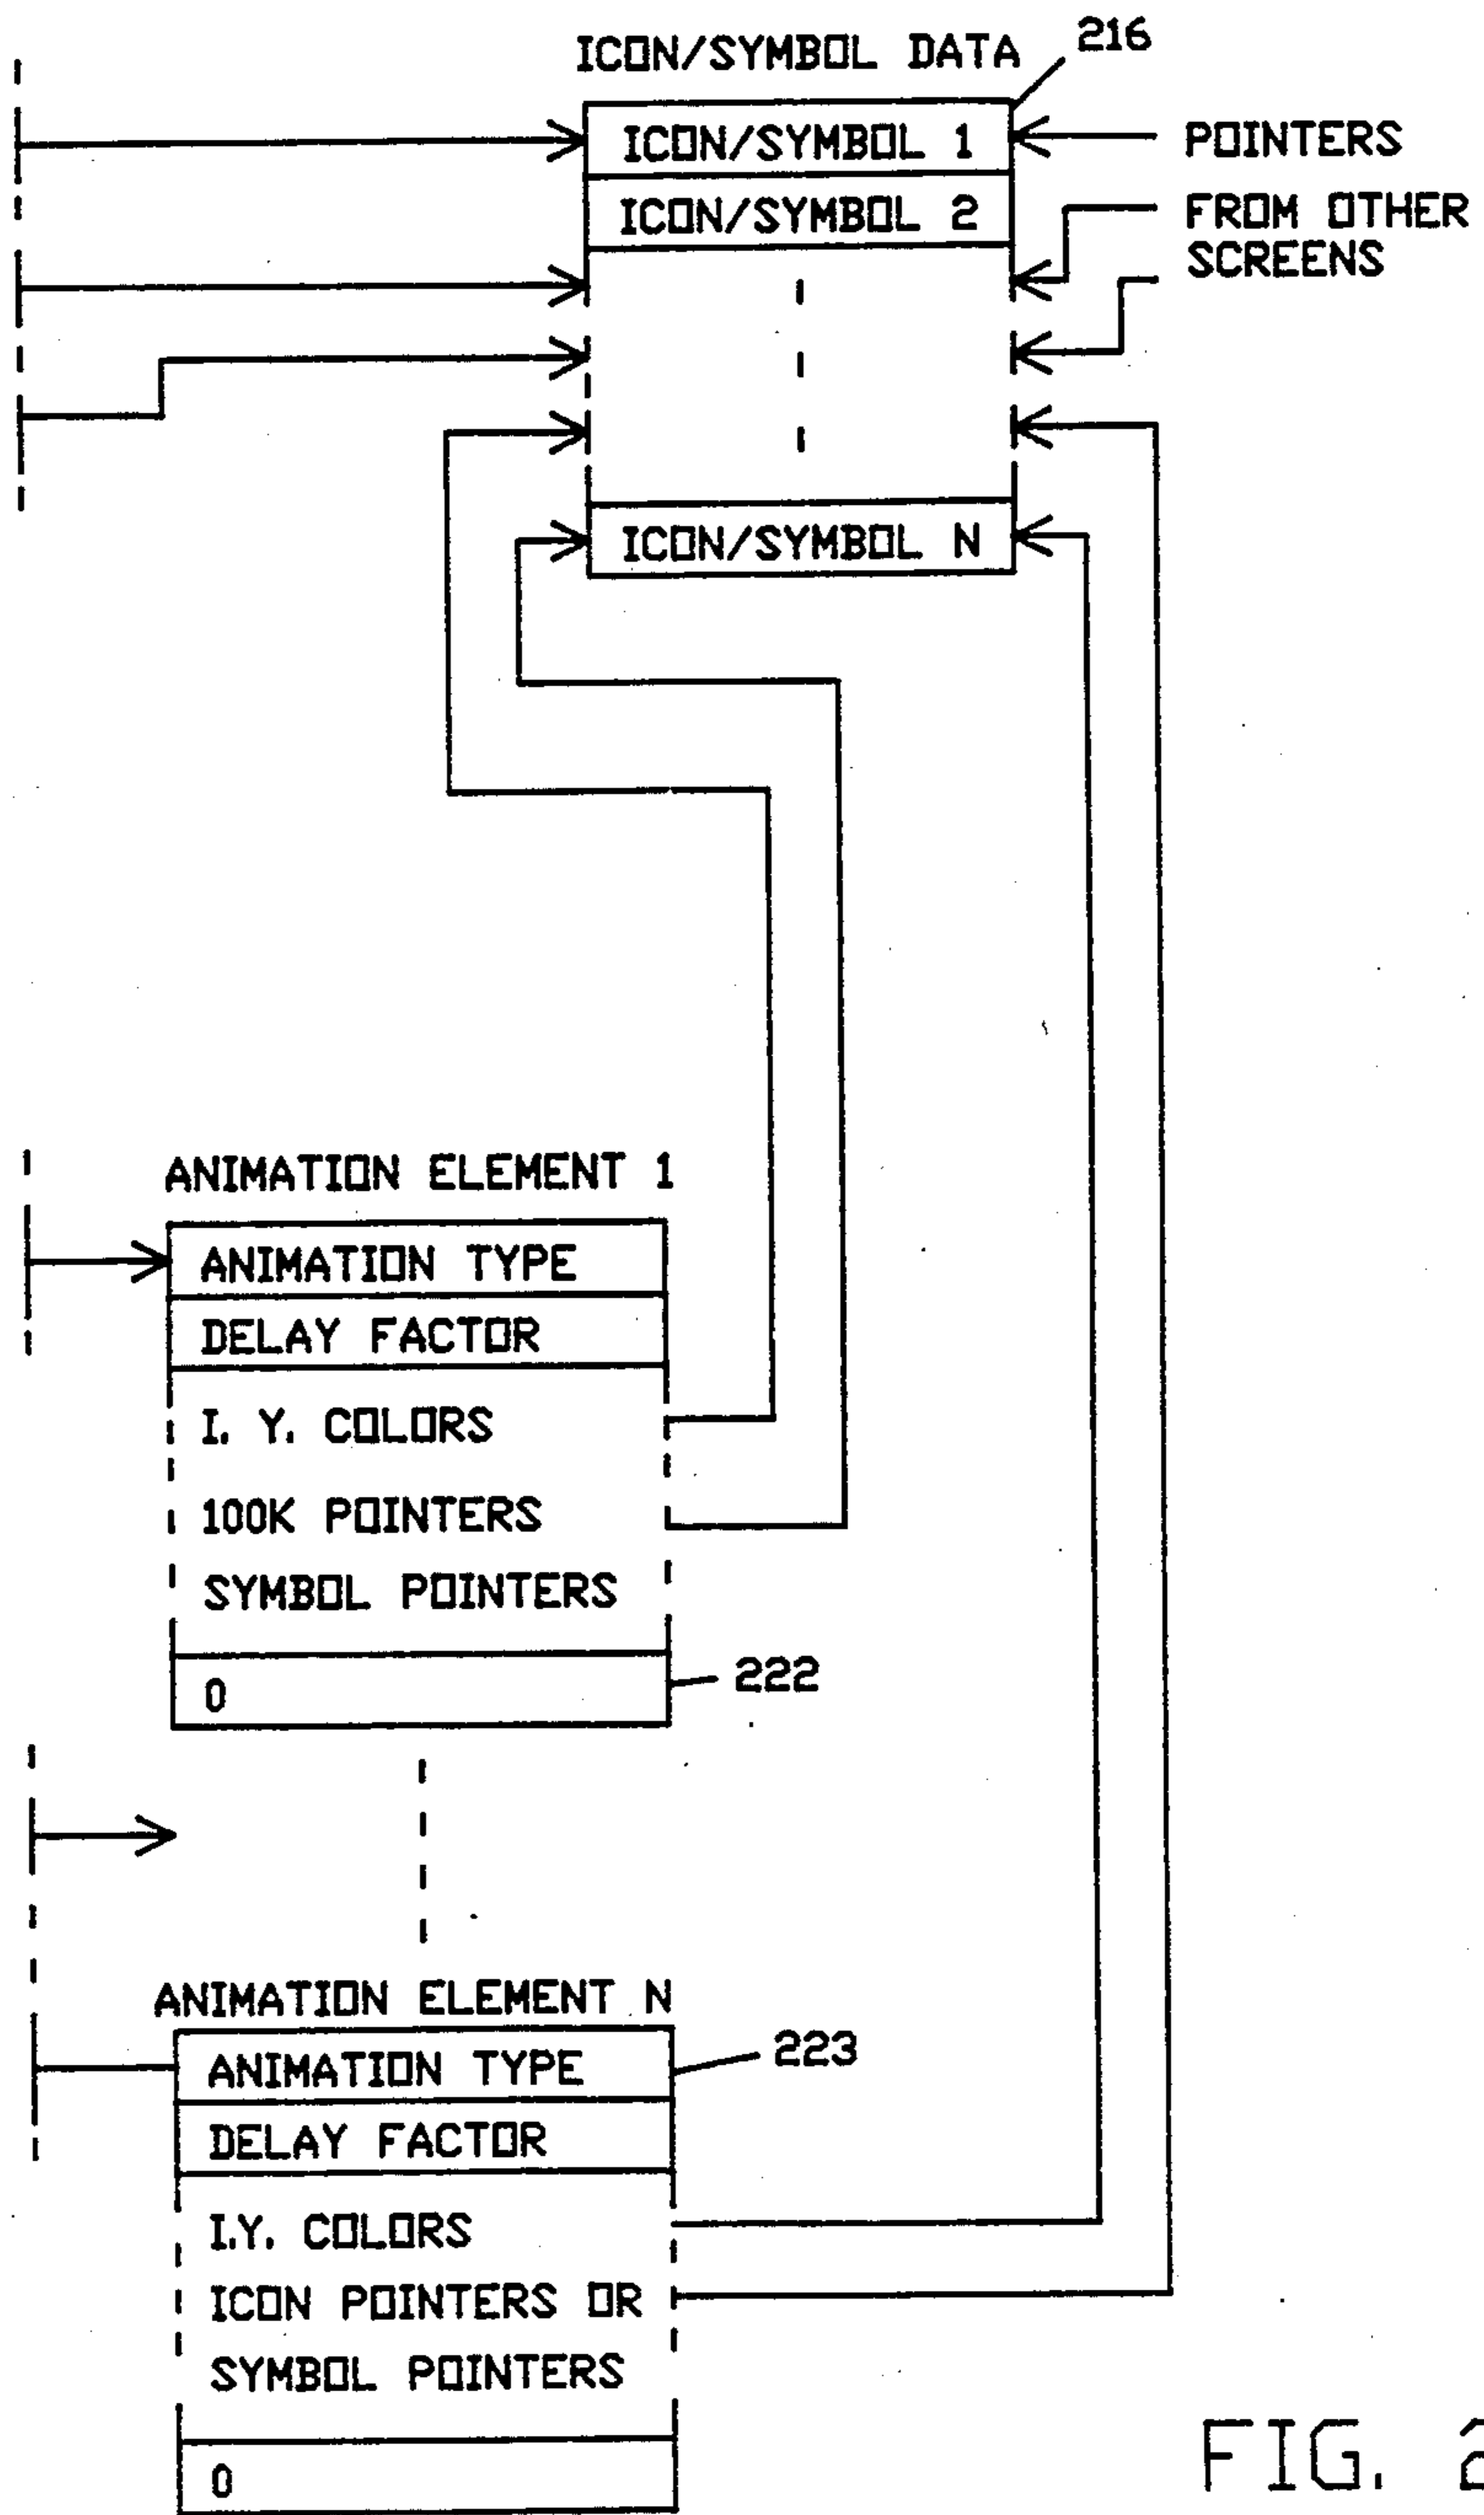 ICON/SYMBOL DATA
216
ICON/SYMBOL 1
POINTERS
ICON/SYMBOL 2
FROM OTHER
SCREENS
ICON/SYMBOL N
ANIMATION ELEMENT 1
ANIMATION TYPE
DELAY FACTOR
I. Y. COLORS
100K POINTERS
SYMBOL POINTERS
0
222
ANIMATION ELEMENT N
ANIMATION TYPE
223
DELAY FACTOR
I.Y. COLORS
ICON POINTERS OR
SYMBOL POINTERS
0
FIG. 2